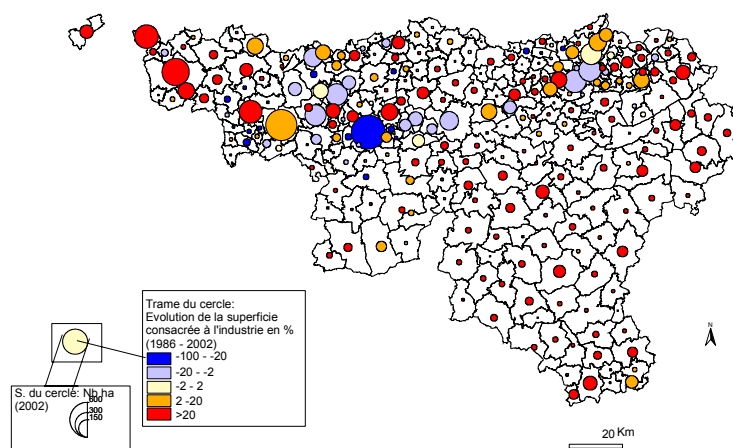 Trame du cercle:
Evolution de la superficie
consacrée à l'industrie en %
(1986 - 2002)
-100 - -20
-20 - -2
-2 - 2
2 -20
>20
S. du cercle: Nb ha
(2002)
600
300
150
N
20 Km